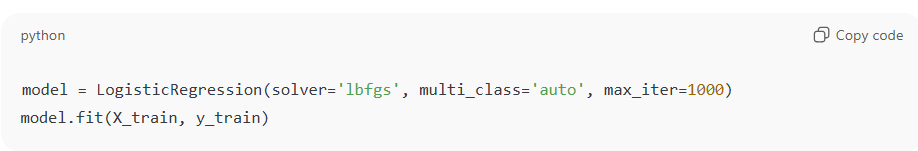 python Copy code
model = LogisticRegression(solver='lbfgs', multi_class='auto', max_iter=1000)
model.fit(X_train, y_train)